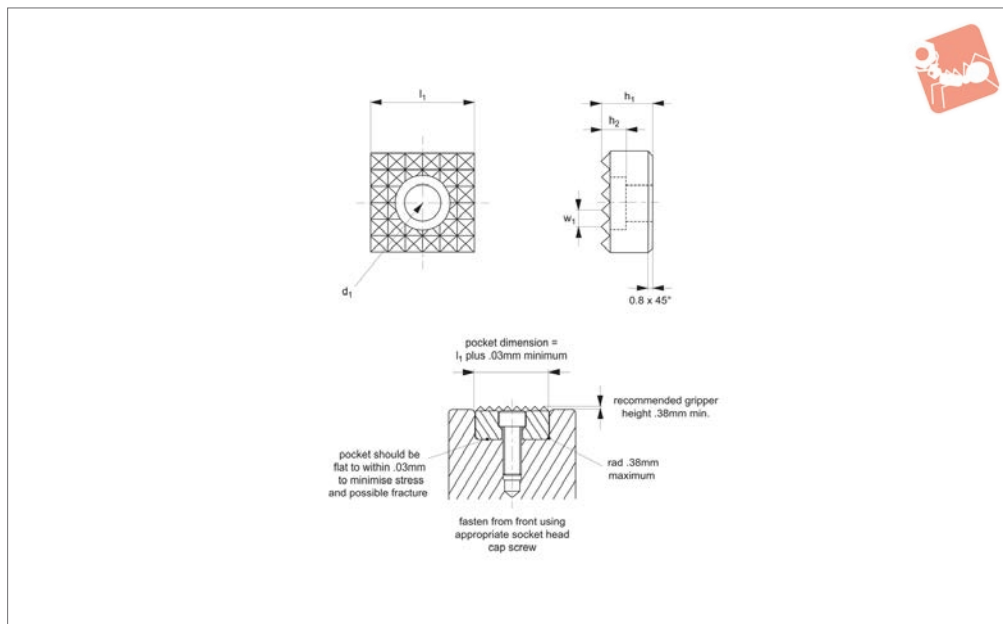 l1
h1
h2
w1
d1
0.8 x 45°
pocket dimension =
l1 plus .03mm minimum
recommended gripper
height .38mm min.
pocket should be
flat to within .03mm
to minimise stress
and possible fracture
rad .38mm
maximum
fasten from front using
appropriate socket head
cap screw